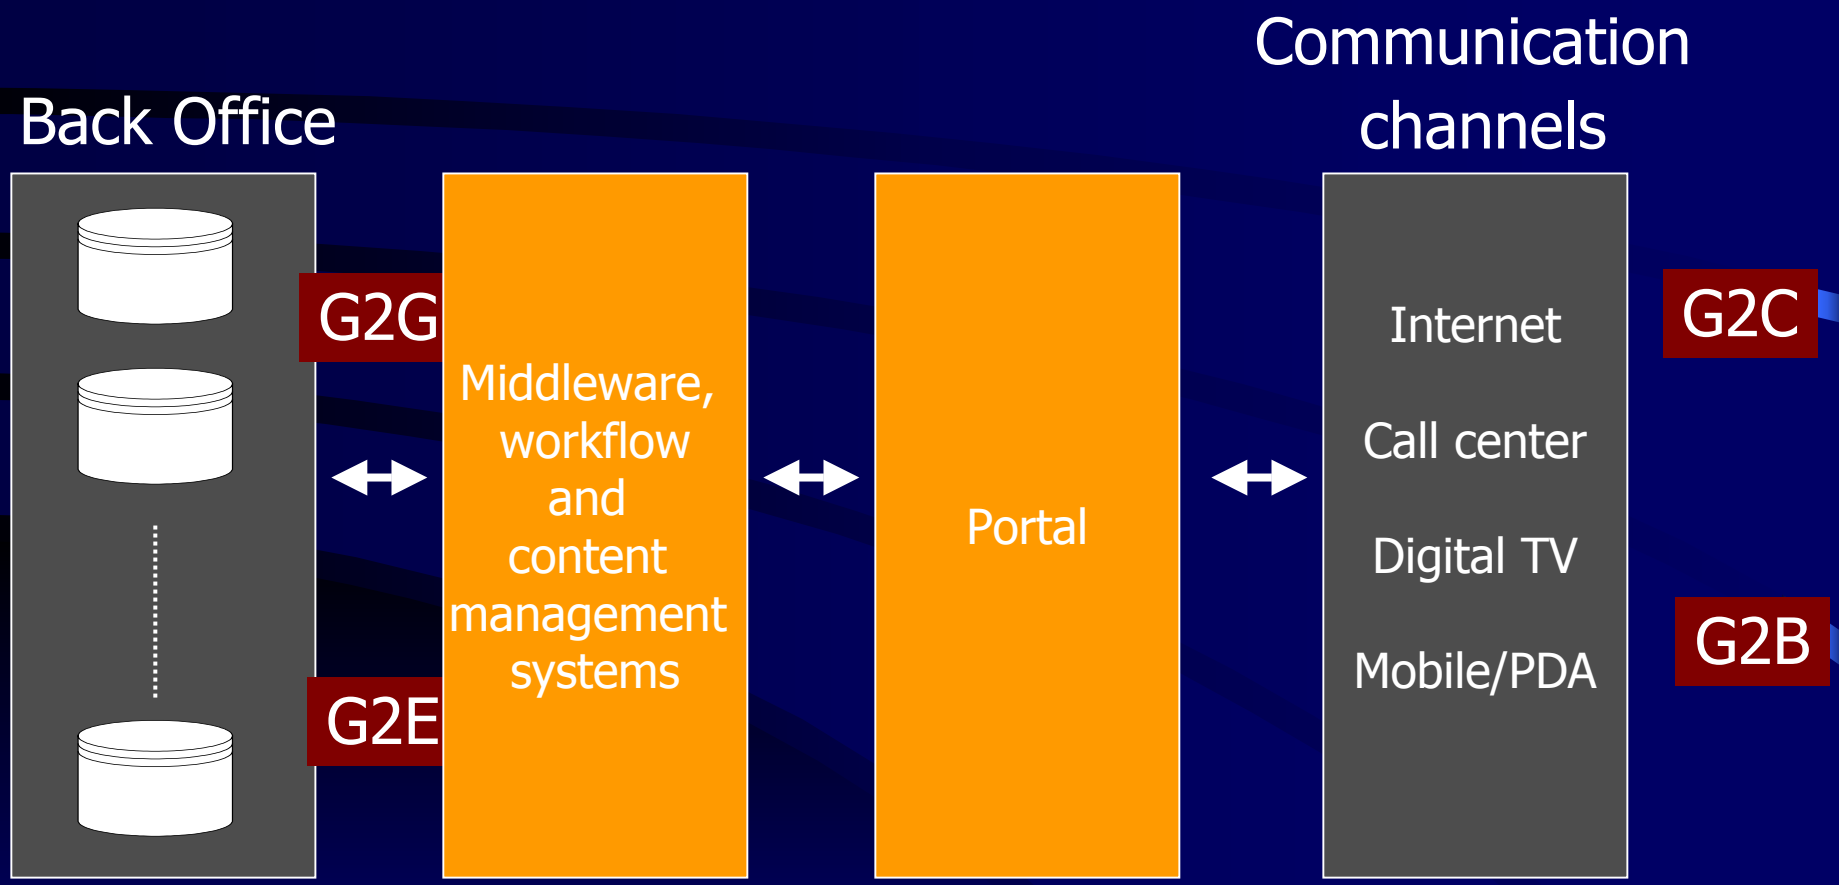 Back Office
G2G
G2E
Middleware,
workflow
and
content
management
systems
Portal
Communication
channels
Internet
Call center
Digital TV
Mobile/PDA
G2C
G2B